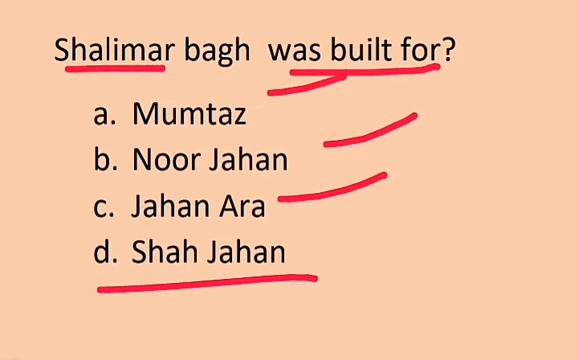 Shalimar bagh was built for?
a. Mumtaz
b. Noor Jahan
c. Jahan Ara
d. Shah Jahan